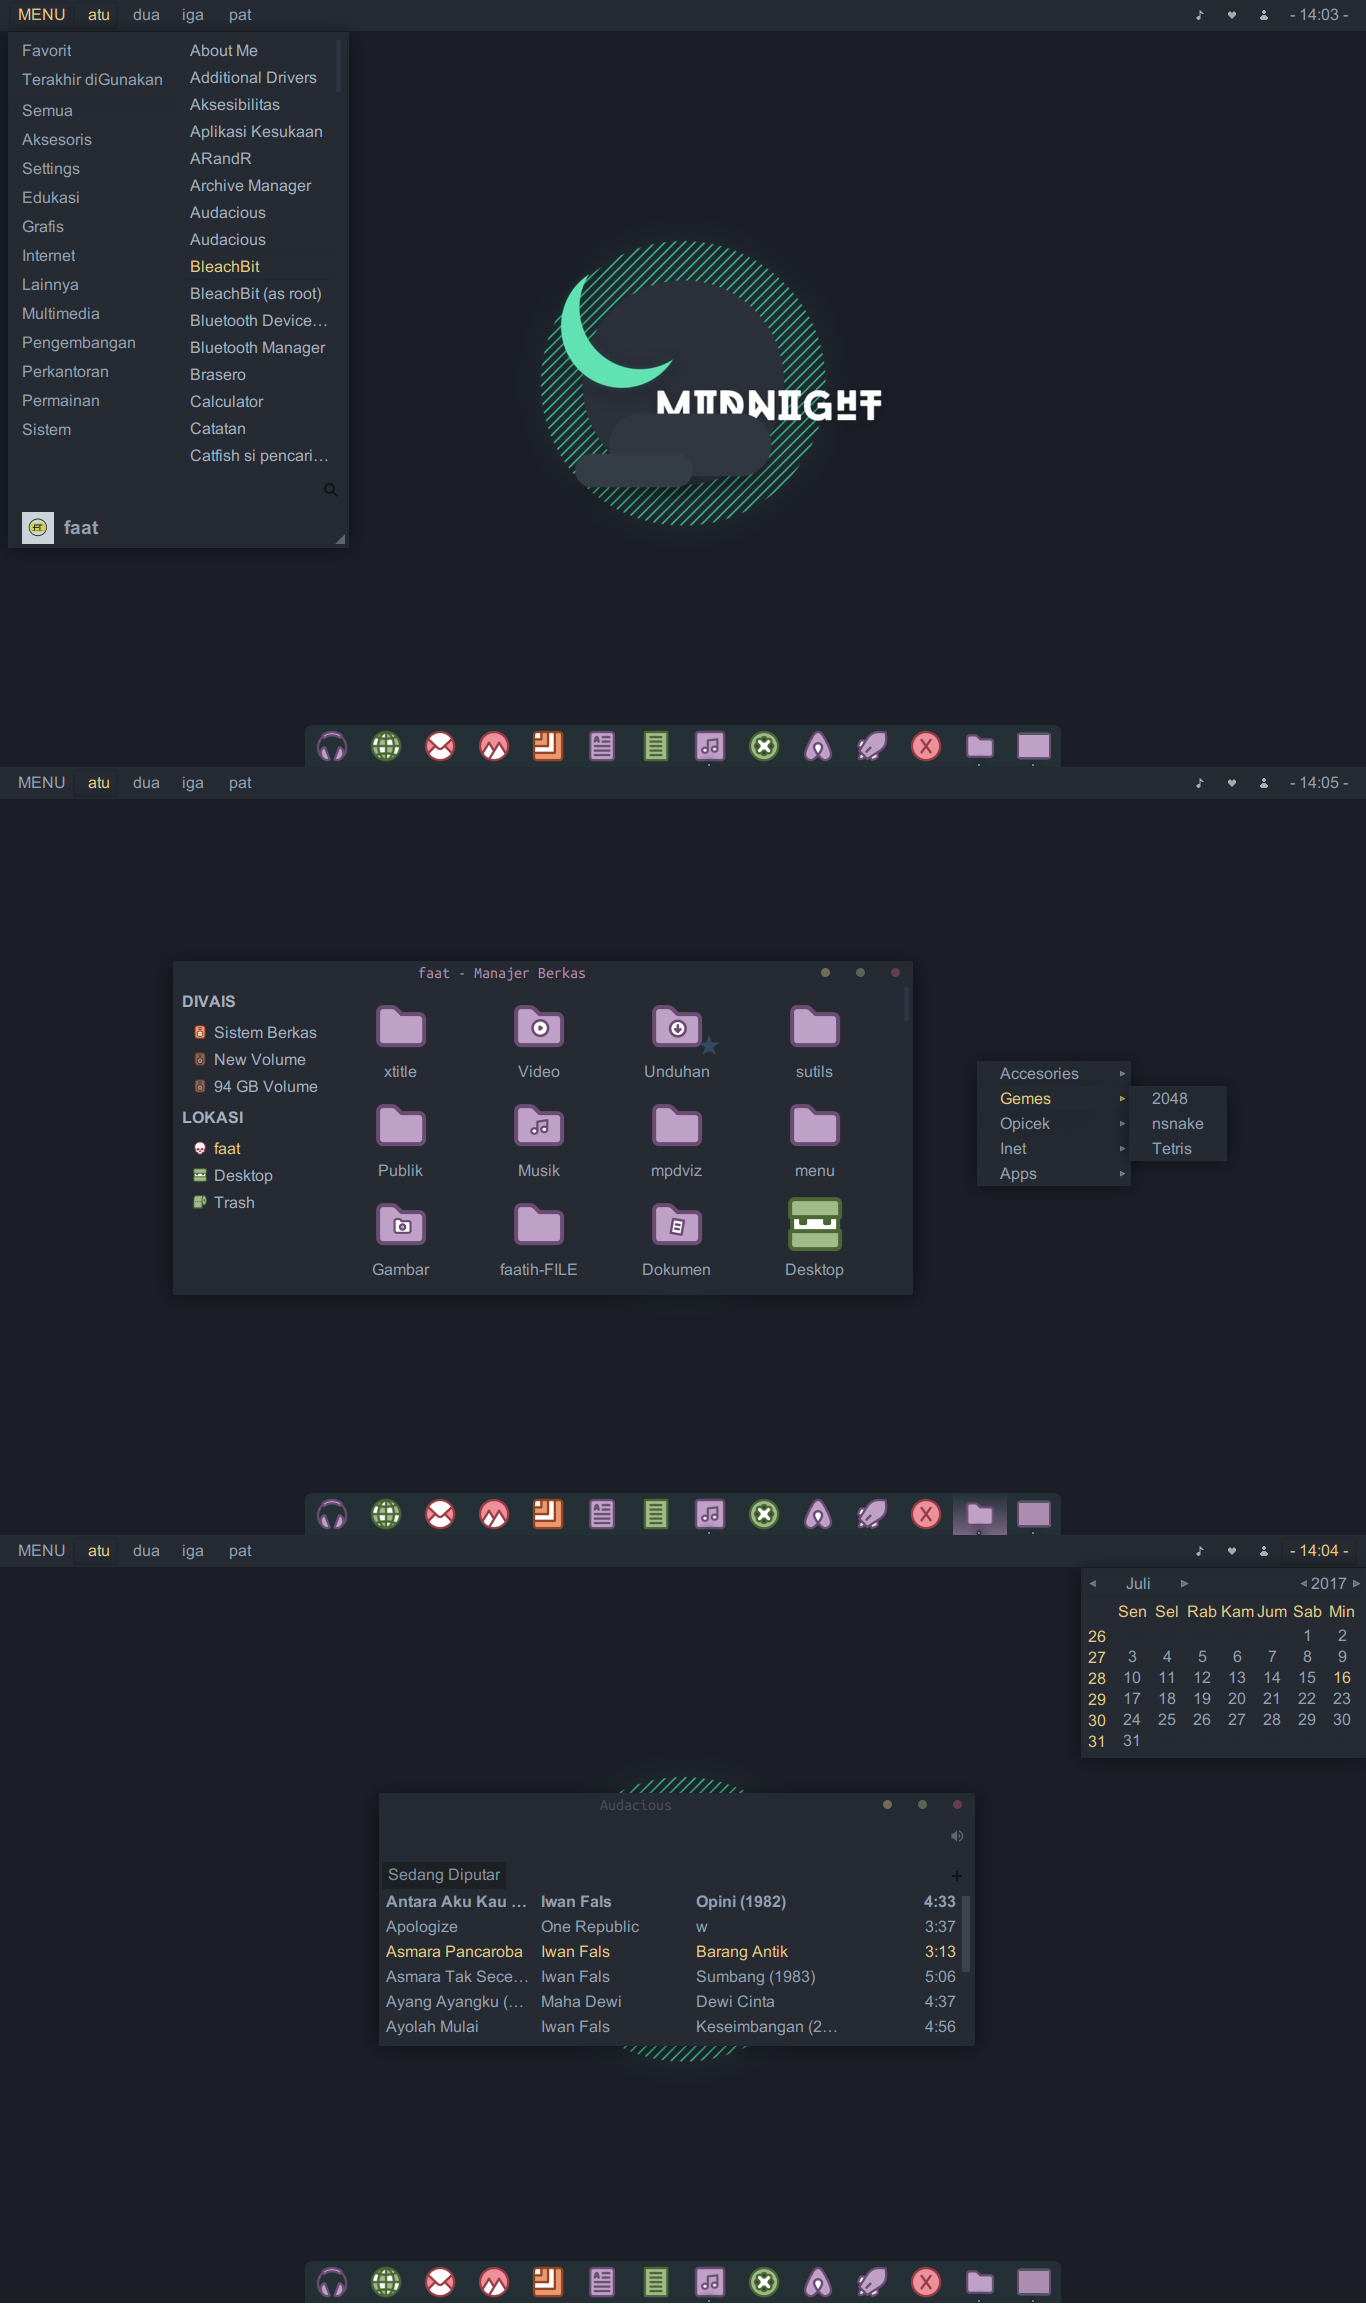 MENU atu dua iga pat - 14:03 -
Favorit
Terakhir diGunakan
Semua
Aksesoris
Settings
Edukasi
Grafis
Internet
Lainnya
Multimedia
Pengembangan
Perkantoran
Permainan
Sistem
About Me
Additional Drivers
Aksesibilitas
Aplikasi Kesukaan
ARandR
Archive Manager
Audacious
Audacious
BleachBit
BleachBit (as root)
Bluetooth Device…
Bluetooth Manager
Brasero
Calculator
Catatan
Catfish si pencari…
faat
MIDNIGHT
MENU atu dua iga pat - 14:05 -
faat - Manajer Berkas
DIVAIS
Sistem Berkas
New Volume
94 GB Volume
LOKASI
faat
Desktop
Trash
xtitle Video Unduhan sutils
Publik Musik mpdviz menu
Gambar faatih-FILE Dokumen Desktop
Accesories
Gemes
Opicek
Inet
Apps
2048
nsnake
Tetris
MENU atu dua iga pat - 14:04 -
Juli 2017
Sen Sel Rab Kam Jum Sab Min
26 1 2
27 3 4 5 6 7 8 9
28 10 11 12 13 14 15 16
29 17 18 19 20 21 22 23
30 24 25 26 27 28 29 30
31 31
Audacious
Sedang Diputar
Antara Aku Kau … Iwan Fals Opini (1982) 4:33
Apologize One Republic w 3:37
Asmara Pancaroba Iwan Fals Barang Antik 3:13
Asmara Tak Sece… Iwan Fals Sumbang (1983) 5:06
Ayang Ayangku (… Maha Dewi Dewi Cinta 4:37
Ayolah Mulai Iwan Fals Keseimbangan (2… 4:56